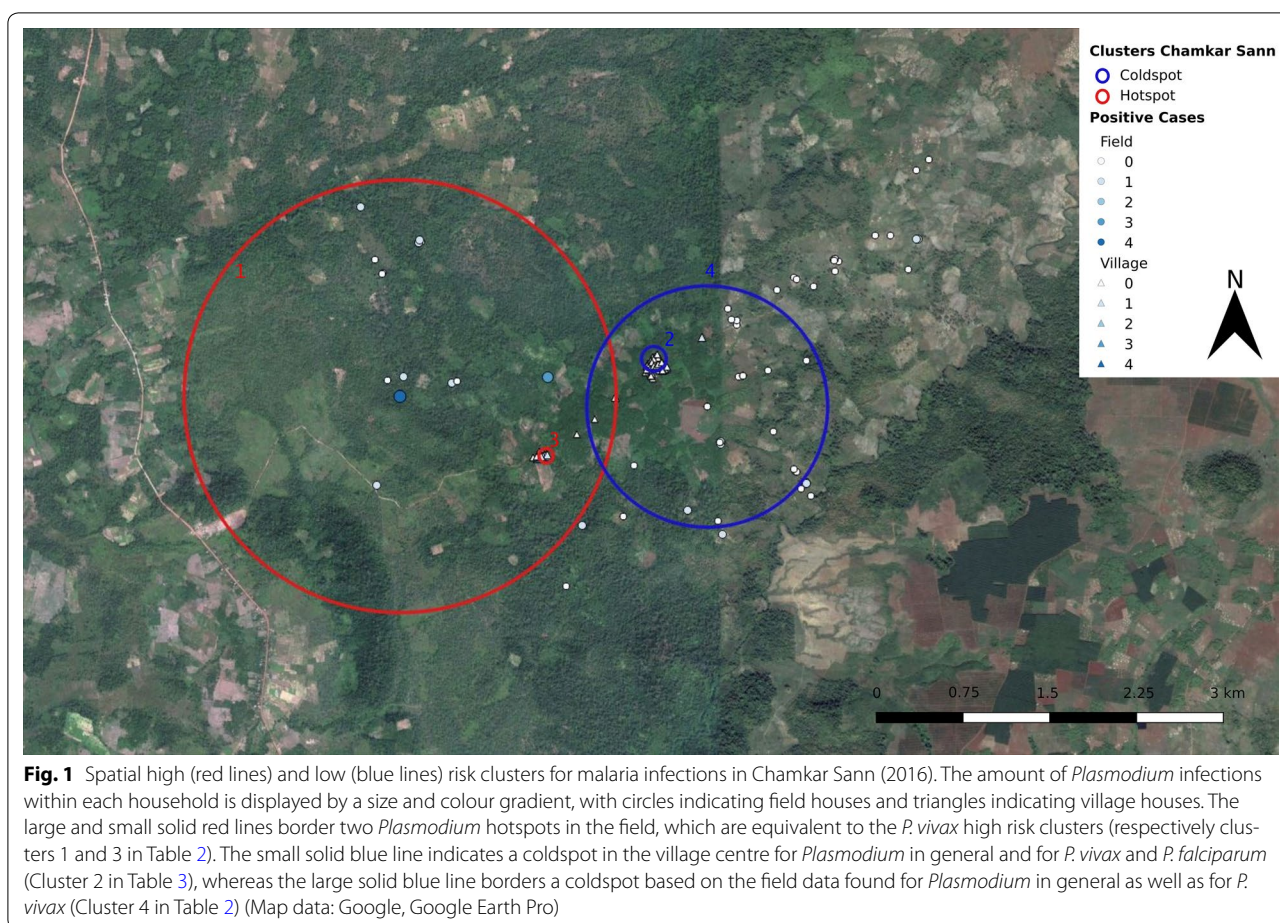 Clusters Chamkar Sann
Coldspot
Hotspot
Positive Cases
Field
0
1
2
3
4
Village
0
1
2
3
4
N
1
4
2
3
0 0.75 1.5 2.25 3 km
Fig. 1 Spatial high (red lines) and low (blue lines) risk clusters for malaria infections in Chamkar Sann (2016). The amount of Plasmodium infections
within each household is displayed by a size and colour gradient, with circles indicating field houses and triangles indicating village houses. The
large and small solid red lines border two Plasmodium hotspots in the field, which are equivalent to the P. vivax high risk clusters (respectively clus-
ters 1 and 3 in Table 2). The small solid blue line indicates a coldspot in the village centre for Plasmodium in general and for P. vivax and P. falciparum
(Cluster 2 in Table 3), whereas the large solid blue line borders a coldspot based on the field data found for Plasmodium in general as well as for P.
vivax (Cluster 4 in Table 2) (Map data: Google, Google Earth Pro)